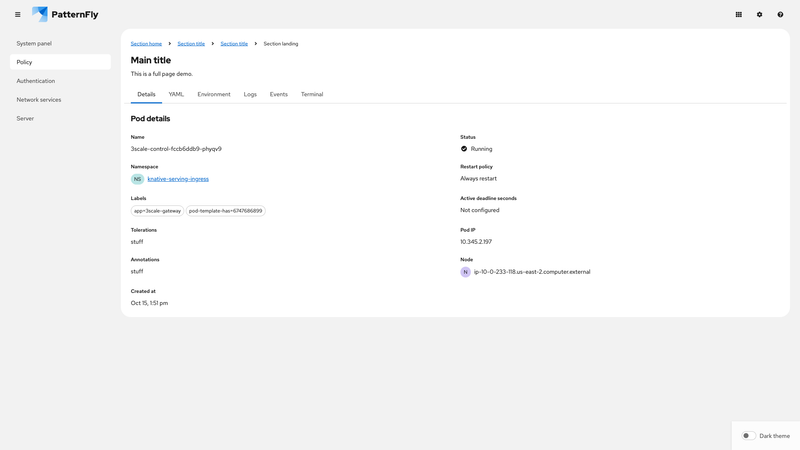 PatternFly
System panel
Policy
Authentication
Network services
Server
Section home > Section title > Section title > Section landing
Main title
This is a full page demo.
Details YAML Environment Logs Events Terminal
Pod details
Name
3scale-control-fccb6ddb9-phyqv9
Status
Running
Namespace
NS knative-serving-ingress
Restart policy
Always restart
Labels
app=3scale-gateway pod-template-has=6747686899
Active deadline seconds
Not configured
Tolerations
stuff
Pod IP
10.345.2.197
Annotations
stuff
Node
N ip-10-0-233-118.us-east-2.computer.external
Created at
Oct 15, 1:51 pm
Dark theme